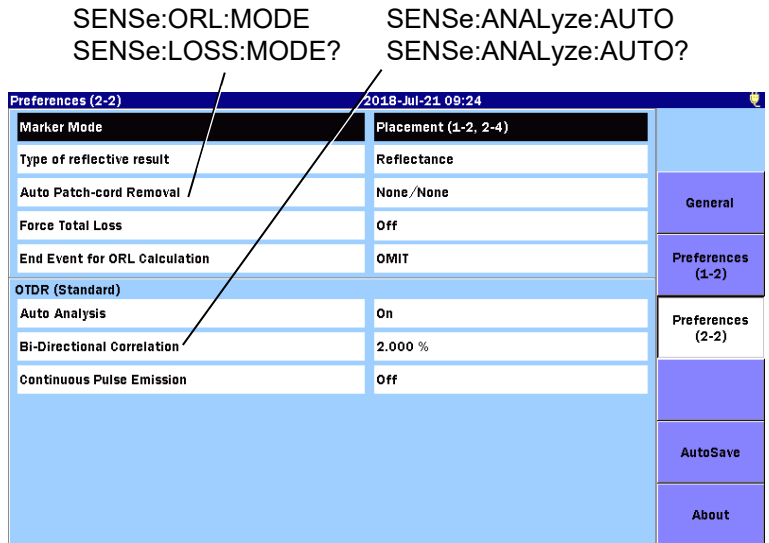 SENSe:ORL:MODE SENSe:ANALyze:AUTO
SENSe:LOSS:MODE? SENSe:ANALyze:AUTO?
Preferences (2-2) 2018-Jul-21 09:24
Marker Mode Placement (1-2, 2-4)
Type of reflective result Reflectance
Auto Patch-cord Removal None/None
General
Force Total Loss Off
End Event for ORL Calculation OMIT
Preferences
(1-2)
OTDR (Standard)
Auto Analysis On
Preferences
(2-2)
Bi-Directional Correlation 2.000 %
Continuous Pulse Emission Off
AutoSave
About